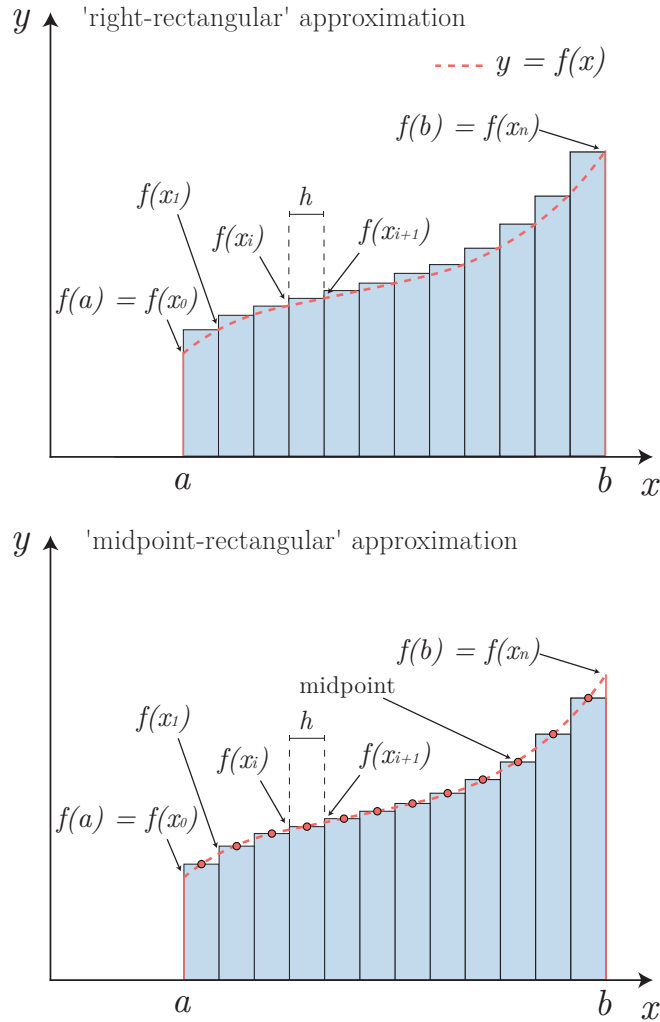 y 'right-rectangular' approximation
y = f(x)
f(b) = f(xₙ)
f(x₁)
h
f(xᵢ)
f(xᵢ₊₁)
f(a) = f(x₀)
a
b
x
y 'midpoint-rectangular' approximation
f(b) = f(xₙ)
midpoint
f(x₁)
h
f(xᵢ)
f(xᵢ₊₁)
f(a) = f(x₀)
a
b
x